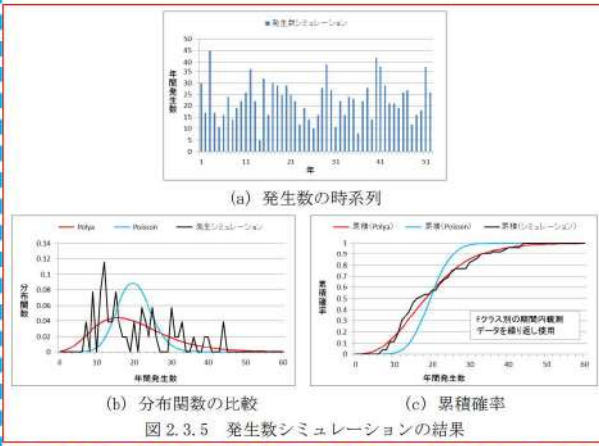 発生数シミュレーション
年間発生数
50
45
40
35
30
25
20
15
10
5
0
1 11 21 31 41 51
年
(a) 発生数の時系列
Polya Poisson 発生シミュレーション
分布関数
0.14
0.12
0.1
0.08
0.06
0.04
0.02
0
0 10 20 30 40 50 60
年間発生数
(b) 分布関数の比較
累積(Polya) 累積(Poisson) 累積(シミュレーション)
累積確率
1
0.9
0.8
0.7
0.6
0.5
0.4
0.3
0.2
0.1
0
Fクラス別の期間内観測
データを繰り返し使用
0 20 40 60
年間発生数
(c) 累積確率
図 2.3.5 発生数シミュレーションの結果